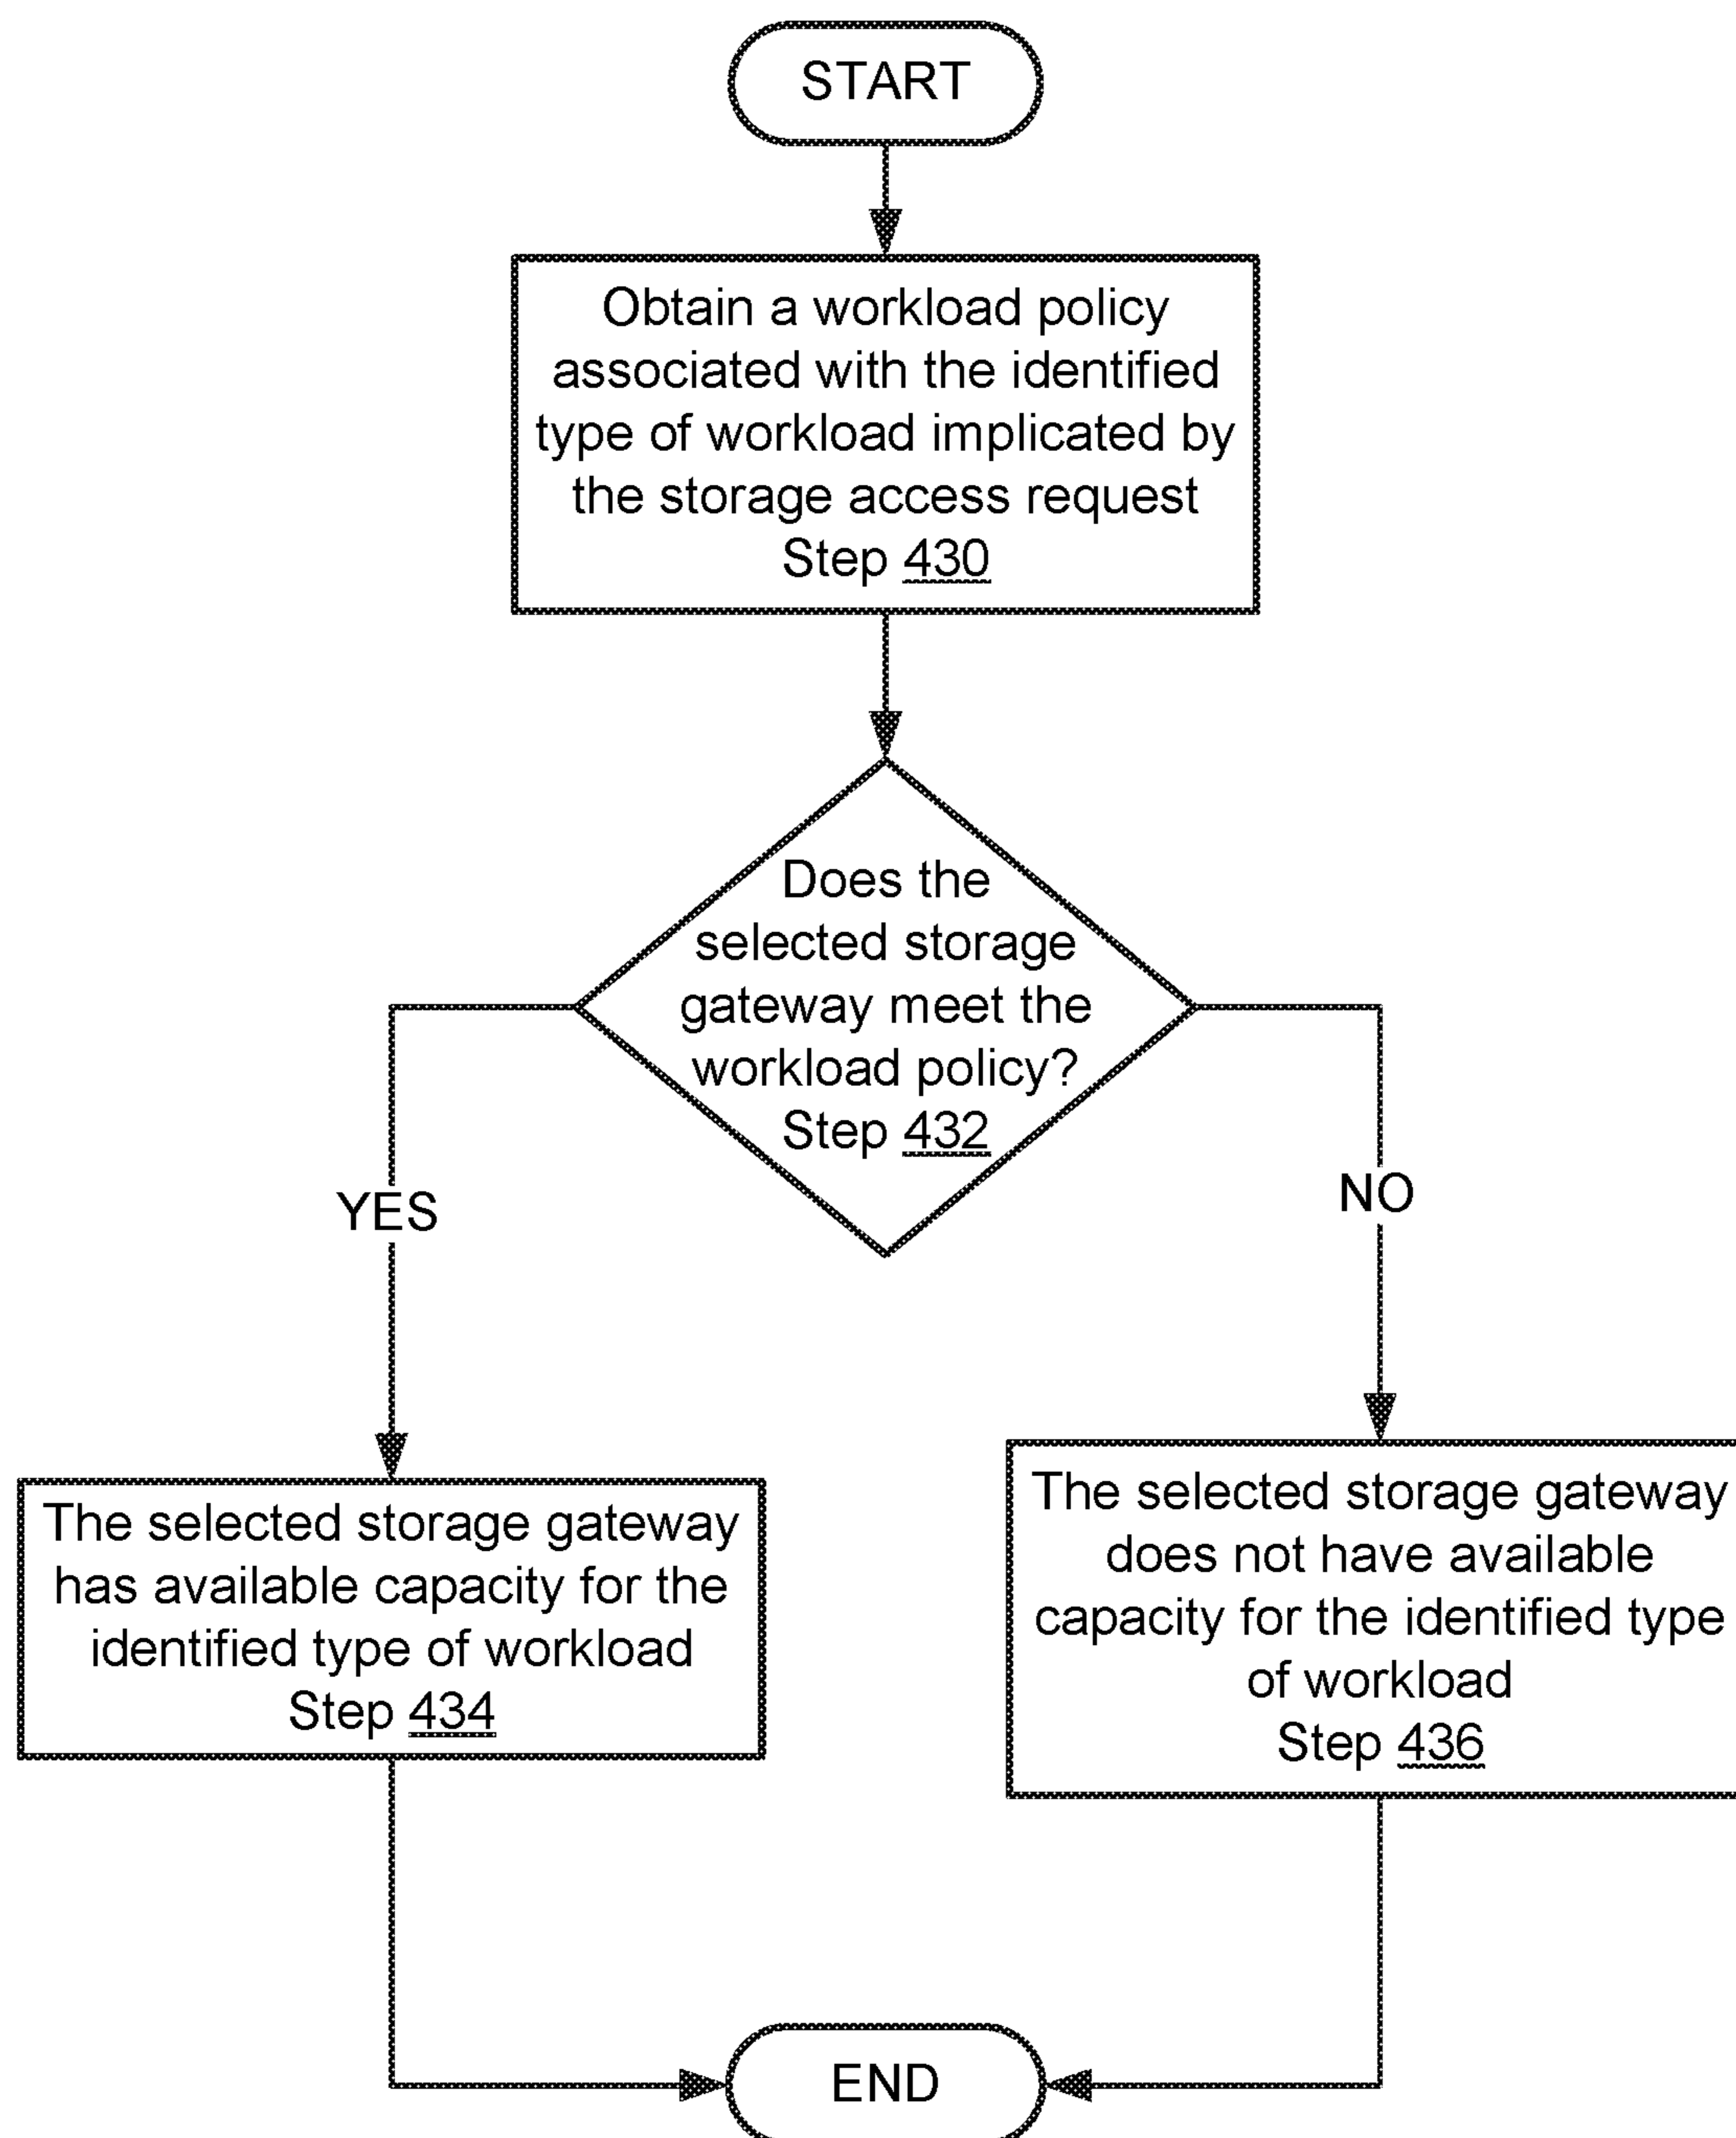 START
Obtain a workload policy
associated with the identified
type of workload implicated by
the storage access request
Step 430
Does the
selected storage
gateway meet the
workload policy?
Step 432
YES
NO
The selected storage gateway
has available capacity for the
identified type of workload
Step 434
The selected storage gateway
does not have available
capacity for the identified type
of workload
Step 436
END